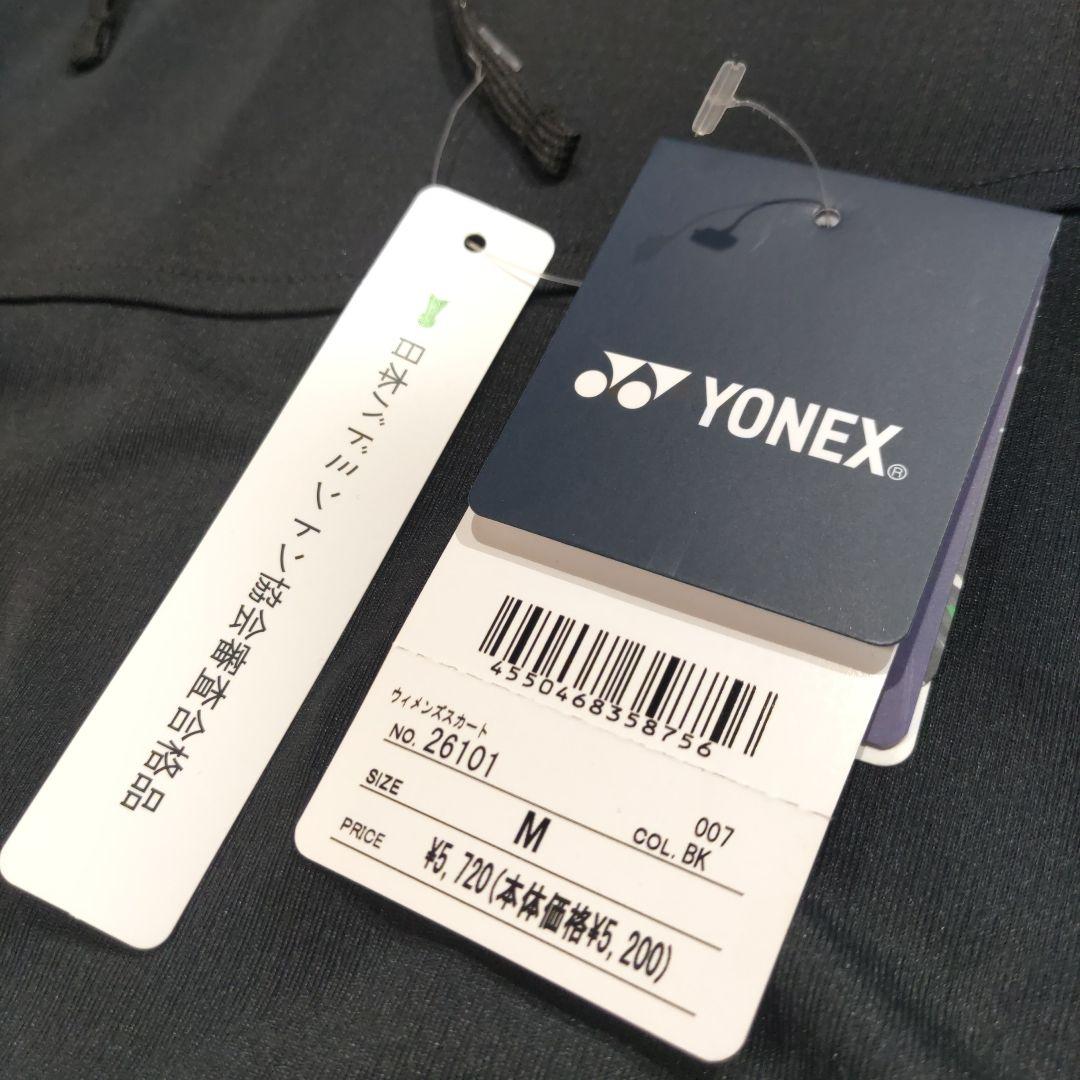 日本バドミントン協会審査合格品
YONEX®
4550468358756
ウィメンズスカート
NO. 26101
007
SIZE M COL. BK
PRICE ¥5,720(本体価格¥5,200)